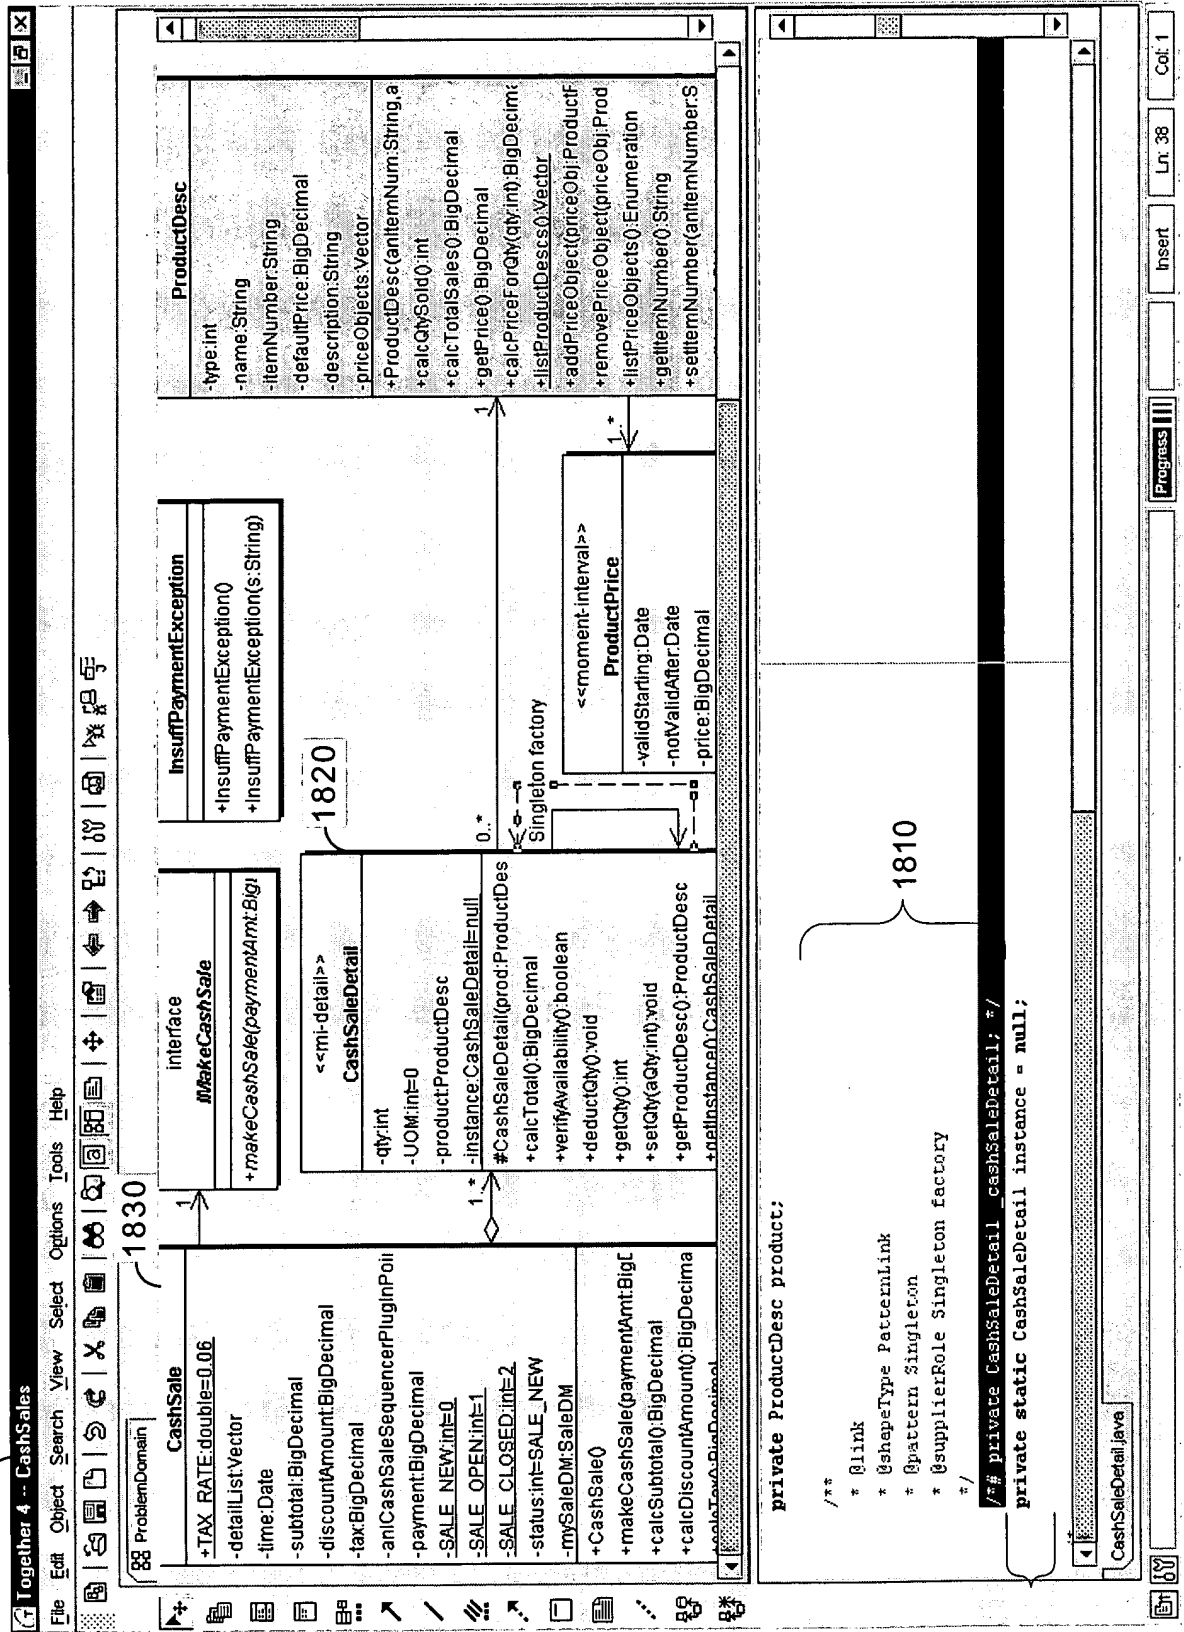 Together 4 -- CashSales
File Edit Object Search View Select Options Tools Help
ProblemDomain
1830
CashSale
+TAX_RATE:double=0.06
-detailList:Vector
-time:Date
-subtotal:BigDecimal
-discountAmount:BigDecimal
-tax:BigDecimal
-anICashSaleSequencerPlugInPoin
-payment:BigDecimal
-SALE_NEW:int=0
-SALE_OPEN:int=1
-SALE_CLOSED:int=2
-status:int=SALE_NEW
-mySaleDM:SaleDM
+CashSale()
+makeCashSale(paymentAmt:BigD
+calcSubtotal():BigDecimal
+calcDiscountAmount():BigDecima
+calcTax():BigDecimal
1
interface
IMakeCashSale
+makeCashSale(paymentAmt:Bigl
1..*
1820
<<mi-detail>>
CashSaleDetail
-qty:int
-UOM:int=0
-product:ProductDesc
-instance:CashSaleDetail=null
#CashSaleDetail(prod:ProductDes
+calcTotal():BigDecimal
+verifyAvailability():boolean
+deductQty():void
+getQty():int
+setQty(aQty:int):void
+getProductDesc():ProductDesc
+getInstance():CashSaleDetail
InsuffPaymentException
+InsuffPaymentException()
+InsuffPaymentException(s:String)
0..*
1
Singleton factory
<<moment-interval>>
ProductPrice
-validStarting:Date
-notValidAfter:Date
-price:BigDecimal
1..*
ProductDesc
-type:int
-name:String
-itemNumber:String
-defaultPrice:BigDecimal
-description:String
-priceObjects:Vector
+ProductDesc(anItemNum:String,a
+calcQtySold():int
+calcTotalSales():BigDecimal
+getPrice():BigDecimal
+calcPriceForQty(qty:int):BigDecima
+listProductDescs():Vector
+addPriceObject(priceObj:ProductF
+removePriceObject(priceObj:Prod
+listPriceObjects():Enumeration
+getItemNumber():String
+setItemNumber(anItemNumber:S
private ProductDesc product;
/**
* @link
* @shapeType PatternLink
* @pattern Singleton
* @supplierRole Singleton factory
*/
/*# private CashSaleDetail _cashSaleDetail; */
private static CashSaleDetail instance = null;
1810
CashSaleDetail.java
Progress
Insert
Ln: 38
Col: 1